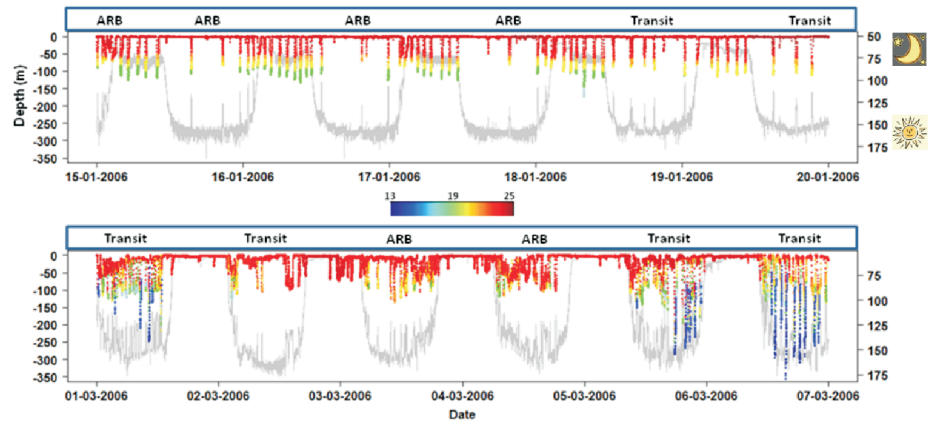 ARB ARB ARB ARB Transit Transit
0 50
-50 75
-100 100
-150 125
-200 150
-250 175
-300
-350
Depth (m)
15-01-2006 16-01-2006 17-01-2006 18-01-2006 19-01-2006 20-01-2006
13 19 25
Transit Transit ARB ARB Transit Transit
0 75
-50 100
-100 125
-150 150
-200 175
-250
-300
-350
01-03-2006 02-03-2006 03-03-2006 04-03-2006 05-03-2006 06-03-2006 07-03-2006
Date